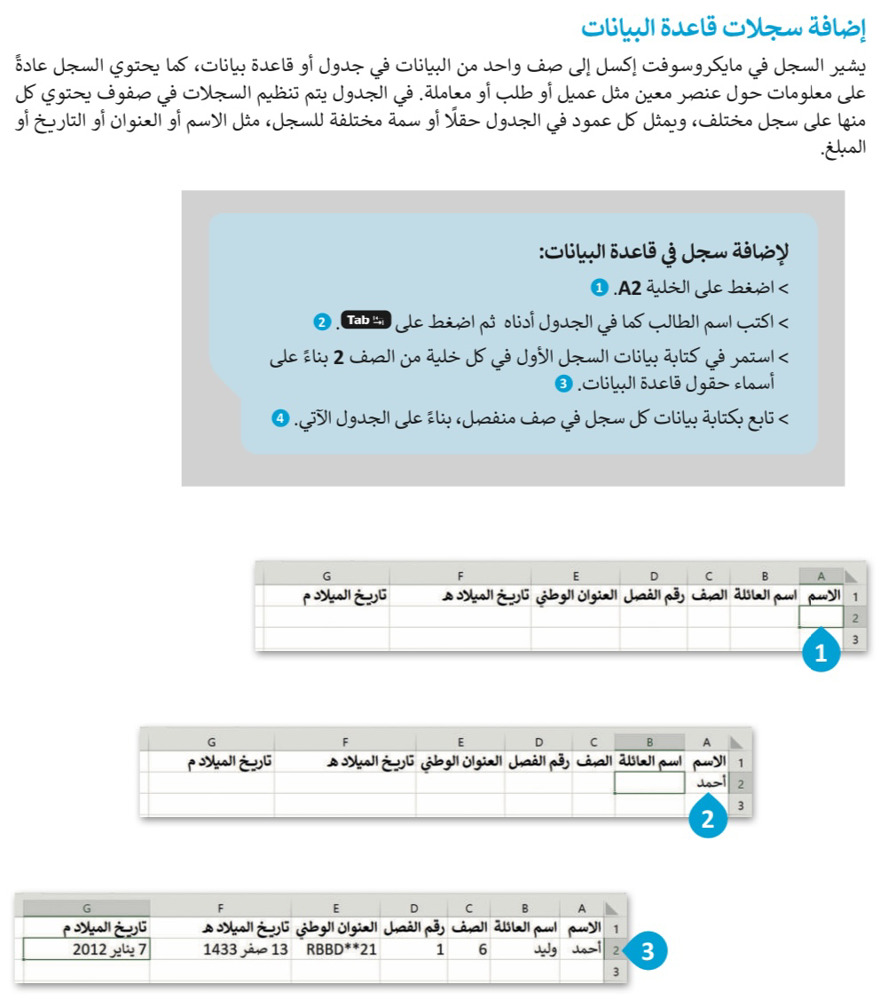 إضافة سجلات قاعدة البيانات
يشير السجل في مايكروسوفت إكسل إلى صف واحد من البيانات في جدول أو قاعدة بيانات، كما يحتوي السجل عادةً
على معلومات حول عنصر معين مثل عميل أو طلب أو معاملة. في الجدول يتم تنظيم السجلات في صفوف يحتوي كل
منها على سجل مختلف، ويمثل كل عمود في الجدول حقلًا أو سمة مختلفة للسجل، مثل الاسم أو العنوان أو التاريخ أو
المبلغ.
لإضافة سجل في قاعدة البيانات:
> اضغط على الخلية A2. 1
> اكتب اسم الطالب كما في الجدول أدناه ثم اضغط على Tab. 2
> استمر في كتابة بيانات السجل الأول في كل خلية من الصف 2 بناءً على
أسماء حقول قاعدة البيانات. 3
> تابع بكتابة بيانات كل سجل في صف منفصل، بناءً على الجدول الآتي. 4
A B C D E F G
1 الاسم اسم العائلة الصف رقم الفصل العنوان الوطني تاريخ الميلاد هـ تاريخ الميلاد م
2
3
1
A B C D E F G
1 الاسم اسم العائلة الصف رقم الفصل العنوان الوطني تاريخ الميلاد هـ تاريخ الميلاد م
2 أحمد
3
2
A B C D E F G
1 الاسم اسم العائلة الصف رقم الفصل العنوان الوطني تاريخ الميلاد هـ تاريخ الميلاد م
3 2 أحمد وليد 6 1 RBBD**21 13 صفر 1433 7 يناير 2012
3